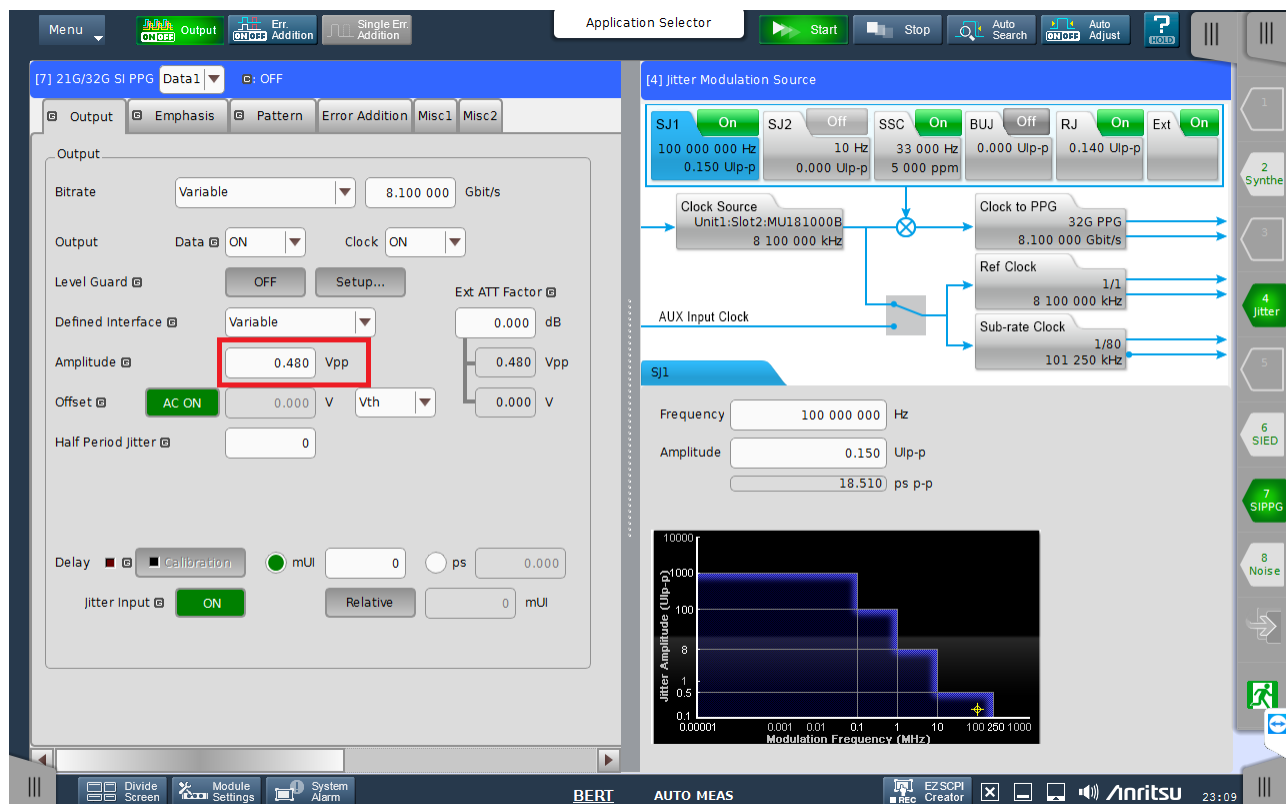 Menu
ON OFF Output
ON OFF Err. Addition
Single Err. Addition
Application Selector
Start
Stop
Auto Search
ON OFF Auto Adjust
? HOLD
[7] 21G/32G SI PPG Data1 C: OFF
C Output
C Emphasis
C Pattern
Error Addition
Misc1
Misc2
Output
Bitrate Variable 8.100 000 Gbit/s
Output Data C ON Clock ON
Level Guard C OFF Setup...
Ext ATT Factor C
Defined Interface C Variable 0.000 dB
Amplitude C 0.480 Vpp 0.480 Vpp
Offset C AC ON 0.000 V Vth 0.000 V
Half Period Jitter C 0
Delay C Calibration mUI 0 ps 0.000
Jitter Input C ON Relative 0 mUI
[4] Jitter Modulation Source
SJ1 On
100 000 000 Hz
0.150 UIp-p
SJ2 Off
10 Hz
0.000 UIp-p
SSC On
33 000 Hz
5 000 ppm
BUJ Off
0.000 UIp-p
RJ On
0.140 UIp-p
Ext On
Clock Source
Unit1:Slot2:MU181000B
8 100 000 kHz
Clock to PPG
32G PPG
8.100 000 Gbit/s
Ref Clock
1/1
8 100 000 kHz
AUX Input Clock
Sub-rate Clock
1/80
101 250 kHz
SJ1
Frequency 100 000 000 Hz
Amplitude 0.150 UIp-p
18.510 ps p-p
Jitter Amplitude (UIp-p)
10000
1000
100
8
1
0.5
0.1
0.00001 0.001 0.01 0.1 1 10 100 250 1000
Modulation Frequency (MHz)
1
2
Synthe
3
4
Jitter
5
6
SIED
7
SIPPG
8
Noise
Divide Screen
Module Settings
System Alarm
BERT
AUTO MEAS
REC
EZ SCPI Creator
Anritsu
23:09